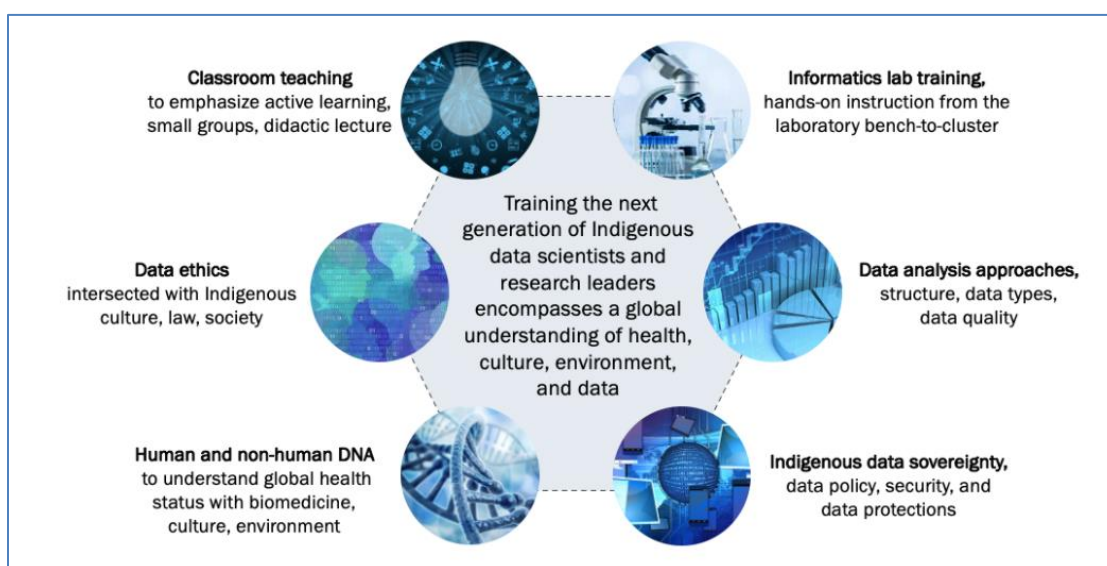 Classroom teaching
to emphasize active learning,
small groups, didactic lecture
Informatics lab training,
hands-on instruction from the
laboratory bench-to-cluster
Training the next
generation of Indigenous
data scientists and
research leaders
encompasses a global
understanding of health,
culture, environment,
and data
Data ethics
intersected with Indigenous
culture, law, society
Data analysis approaches,
structure, data types,
data quality
Human and non-human DNA
to understand global health
status with biomedicine,
culture, environment
Indigenous data sovereignty,
data policy, security, and
data protections